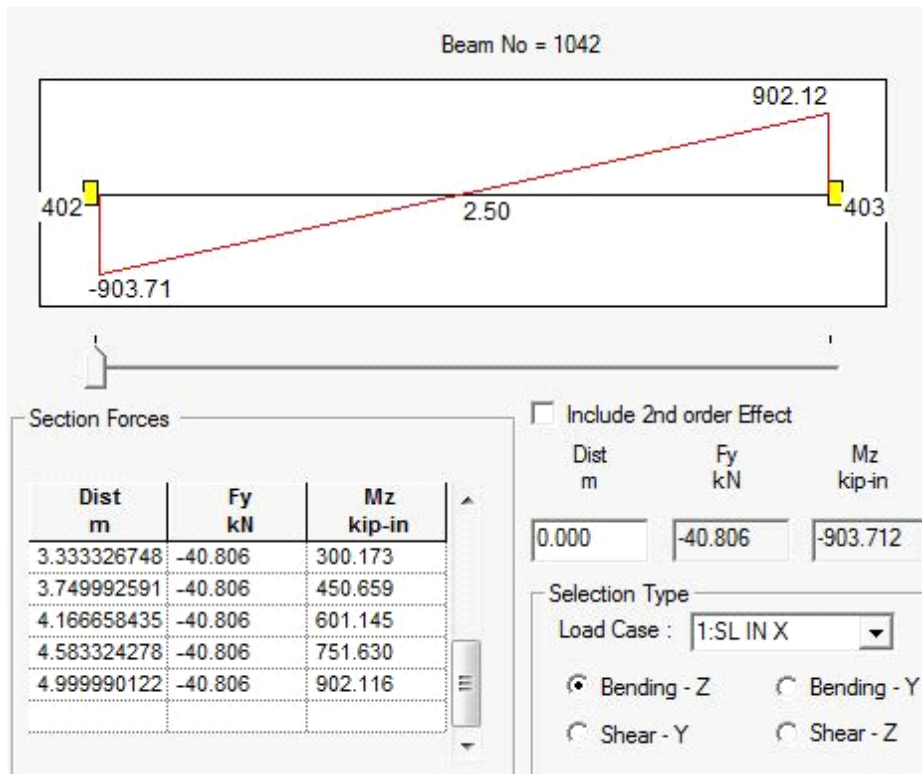 Beam No = 1042
902.12
402
2.50
403
-903.71
Section Forces
Dist Fy Mz
m kN kip-in
3.333326748 -40.806 300.173
3.749992591 -40.806 450.659
4.166658435 -40.806 601.145
4.583324278 -40.806 751.630
4.999990122 -40.806 902.116
Include 2nd order Effect
Dist Fy Mz
m kN kip-in
0.000 -40.806 -903.712
Selection Type
Load Case : 1:SL IN X
Bending - Z Bending - Y
Shear - Y Shear - Z